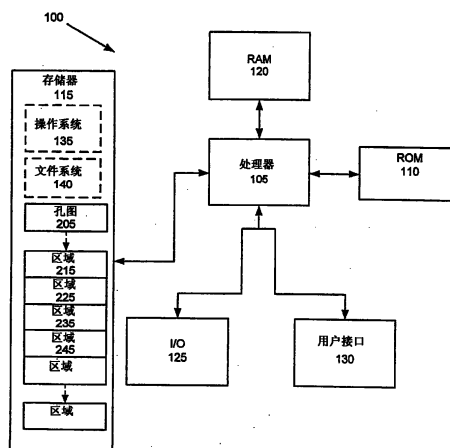 100
存储器
115
操作系统
135
文件系统
140
孔图
205
区域
215
区域
225
区域
235
区域
245
区域
区域
RAM
120
处理器
105
ROM
110
I/O
125
用户接口
130